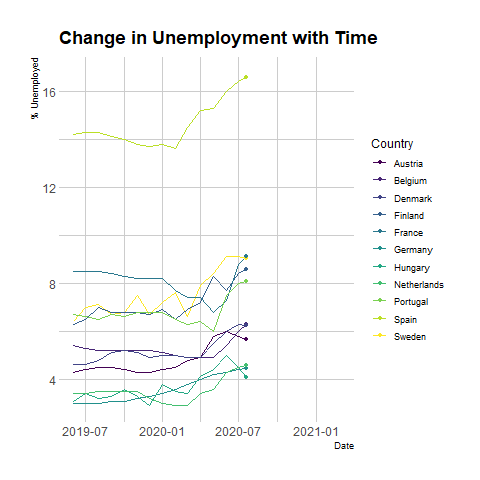 Change in Unemployment with Time
% Unemployed
16
12
8
4
2019-07 2020-01 2020-07 2021-01
Date
Country
Austria
Belgium
Denmark
Finland
France
Germany
Hungary
Netherlands
Portugal
Spain
Sweden